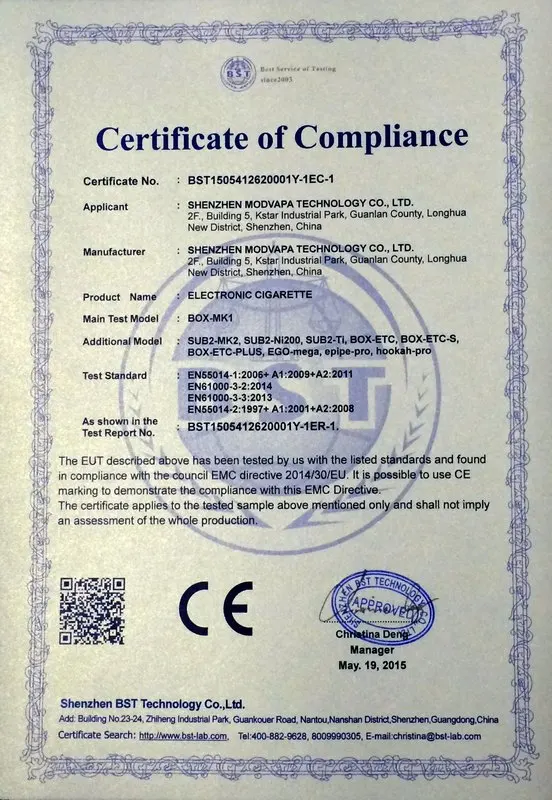 BST
Best Service of Testing
since2003
Certificate of Compliance
Certificate No. : BST1505412620001Y-1EC-1
Applicant : SHENZHEN MODVAPA TECHNOLOGY CO., LTD.
2F., Building 5, Kstar Industrial Park, Guanlan County, Longhua
New District, Shenzhen, China
Manufacturer : SHENZHEN MODVAPA TECHNOLOGY CO., LTD.
2F., Building 5, Kstar Industrial Park, Guanlan County, Longhua
New District, Shenzhen, China
Product Name : ELECTRONIC CIGARETTE
Main Test Model : BOX-MK1
Additional Model : SUB2-MK2, SUB2-Ni200, SUB2-Ti, BOX-ETC, BOX-ETC-S,
BOX-ETC-PLUS, EGO-mega, epipe-pro, hookah-pro
Test Standard : EN55014-1:2006+ A1:2009+A2:2011
EN61000-3-2:2014
EN61000-3-3:2013
EN55014-2:1997+ A1:2001+A2:2008
As shown in the
Test Report No. : BST1505412620001Y-1ER-1.
BST
The EUT described above has been tested by us with the listed standards and found
in compliance with the council EMC directive 2014/30/EU. It is possible to use CE
marking to demonstrate the compliance with this EMC Directive.
The certificate applies to the tested sample above mentioned only and shall not imply
an assessment of the whole production.
CE
SHENZHEN BST TECHNOLOGY CO., LTD.
APPROVED
Christina Deng
Manager
May. 19, 2015
Shenzhen BST Technology Co.,Ltd.
Add: Building No.23-24, Zhiheng Industrial Park, Guankouer Road, Nantou,Nanshan District,Shenzhen,Guangdong,China
Certificate Search: http://www.bst-lab.com, Tel:400-882-9628, 8009990305, E-mail:christina@bst-lab.com